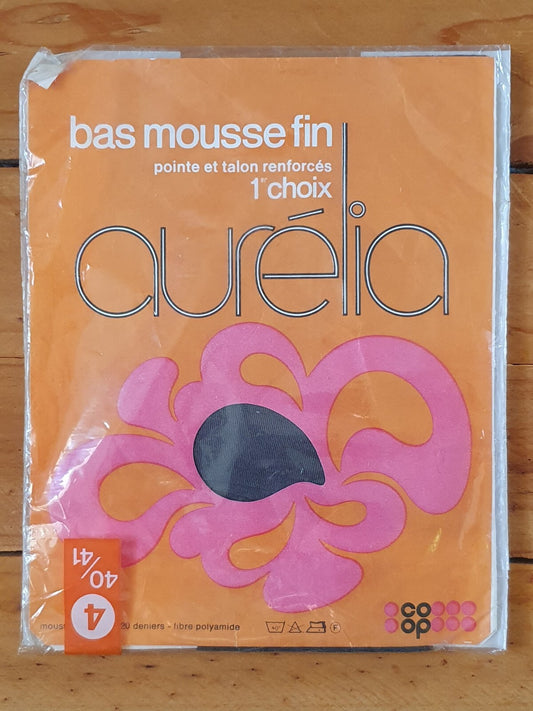 bas mousse fin
pointe et talon renforcés
1er choix
aurélia
40/41
4
20 deniers - fibre polyamide
40°
F
co
op